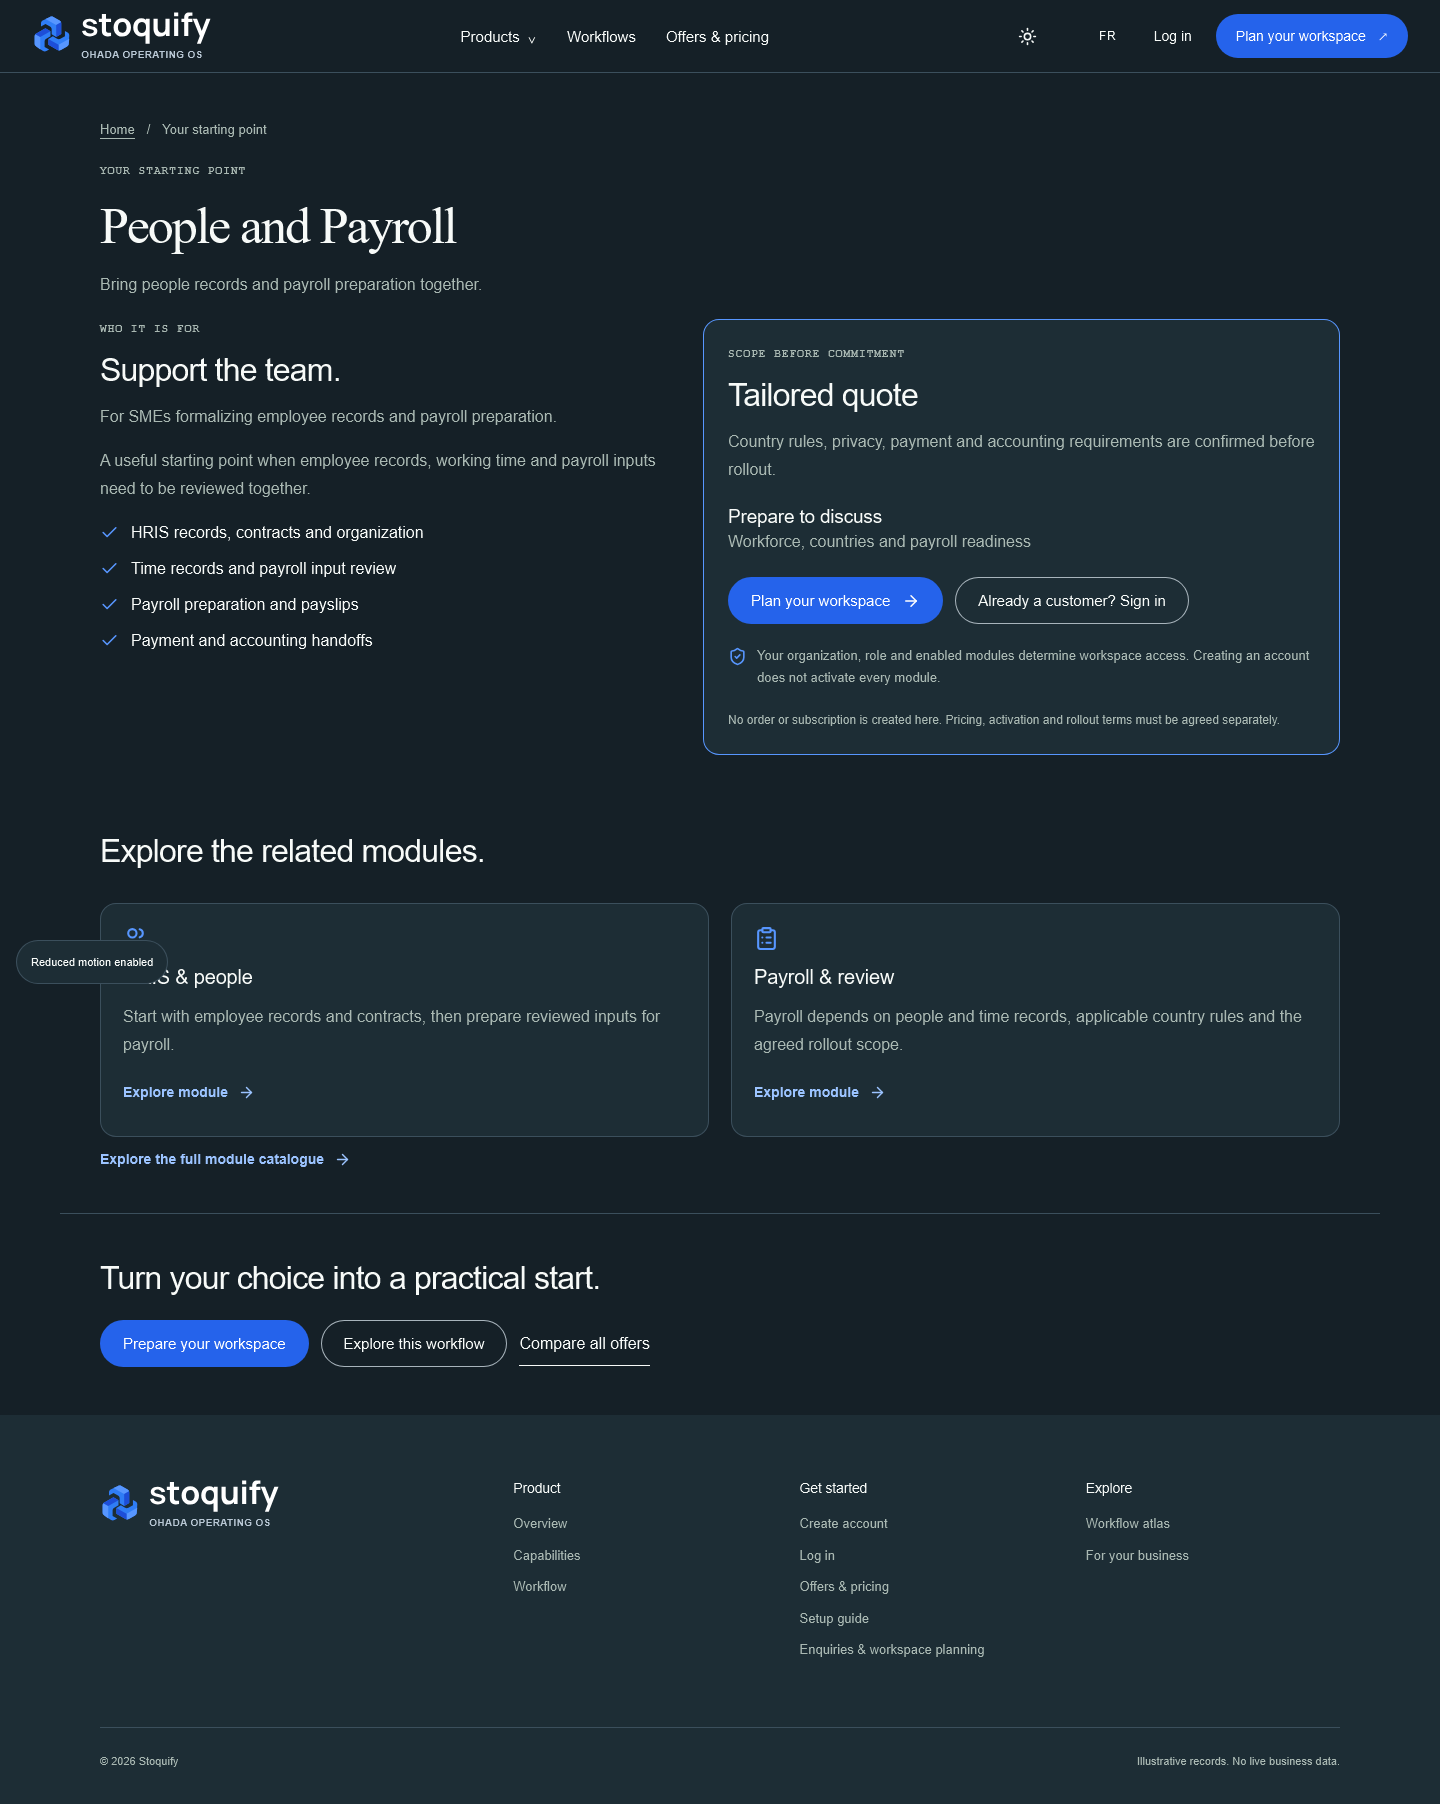 stoquify
OHADA OPERATING OS
Products
Workflows
Offers & pricing
FR
Log in
Plan your workspace
Home / Your starting point
YOUR STARTING POINT
People and Payroll
Bring people records and payroll preparation together.
WHO IT IS FOR
Support the team.
For SMEs formalizing employee records and payroll preparation.
A useful starting point when employee records, working time and payroll inputs
need to be reviewed together.
HRIS records, contracts and organization
Time records and payroll input review
Payroll preparation and payslips
Payment and accounting handoffs
SCOPE BEFORE COMMITMENT
Tailored quote
Country rules, privacy, payment and accounting requirements are confirmed before
rollout.
Prepare to discuss
Workforce, countries and payroll readiness
Plan your workspace
Already a customer? Sign in
Your organization, role and enabled modules determine workspace access. Creating an account
does not activate every module.
No order or subscription is created here. Pricing, activation and rollout terms must be agreed separately.
Explore the related modules.
Reduced motion enabled
& people
Start with employee records and contracts, then prepare reviewed inputs for
payroll.
Explore module
Payroll & review
Payroll depends on people and time records, applicable country rules and the
agreed rollout scope.
Explore module
Explore the full module catalogue
Turn your choice into a practical start.
Prepare your workspace
Explore this workflow
Compare all offers
stoquify
OHADA OPERATING OS
Product
Overview
Capabilities
Workflow
Get started
Create account
Log in
Offers & pricing
Setup guide
Enquiries & workspace planning
Explore
Workflow atlas
For your business
© 2026 Stoquify
Illustrative records. No live business data.